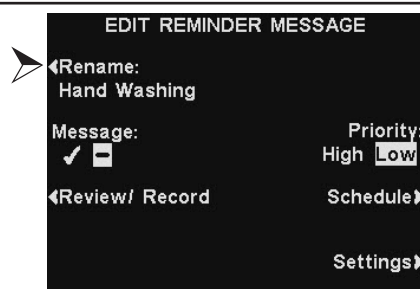 EDIT REMINDER MESSAGE
Rename:
Hand Washing
Message: Priority:
✓ – High Low
Review/ Record Schedule
Settings